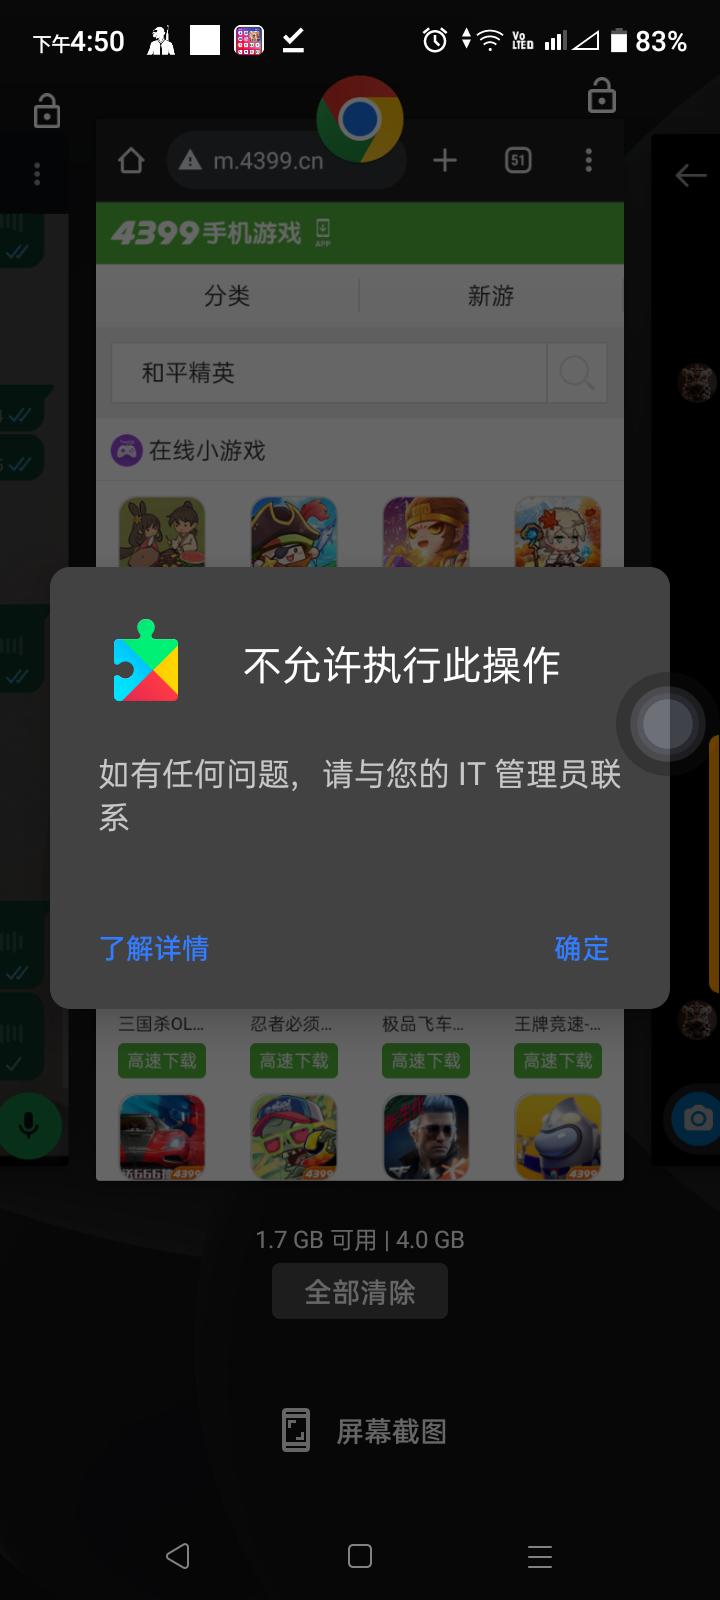 下午4:50
Vo LTED
83%
m.4399.cn
51
4399手机游戏
APP
分类
新游
和平精英
在线小游戏
不允许执行此操作
如有任何问题，请与您的 IT 管理员联
系
了解详情
确定
三国杀OL...
忍者必须...
极品飞车...
王牌竞速-...
高速下载
高速下载
高速下载
高速下载
4399
4399
4399
1.7 GB 可用 | 4.0 GB
全部清除
屏幕截图